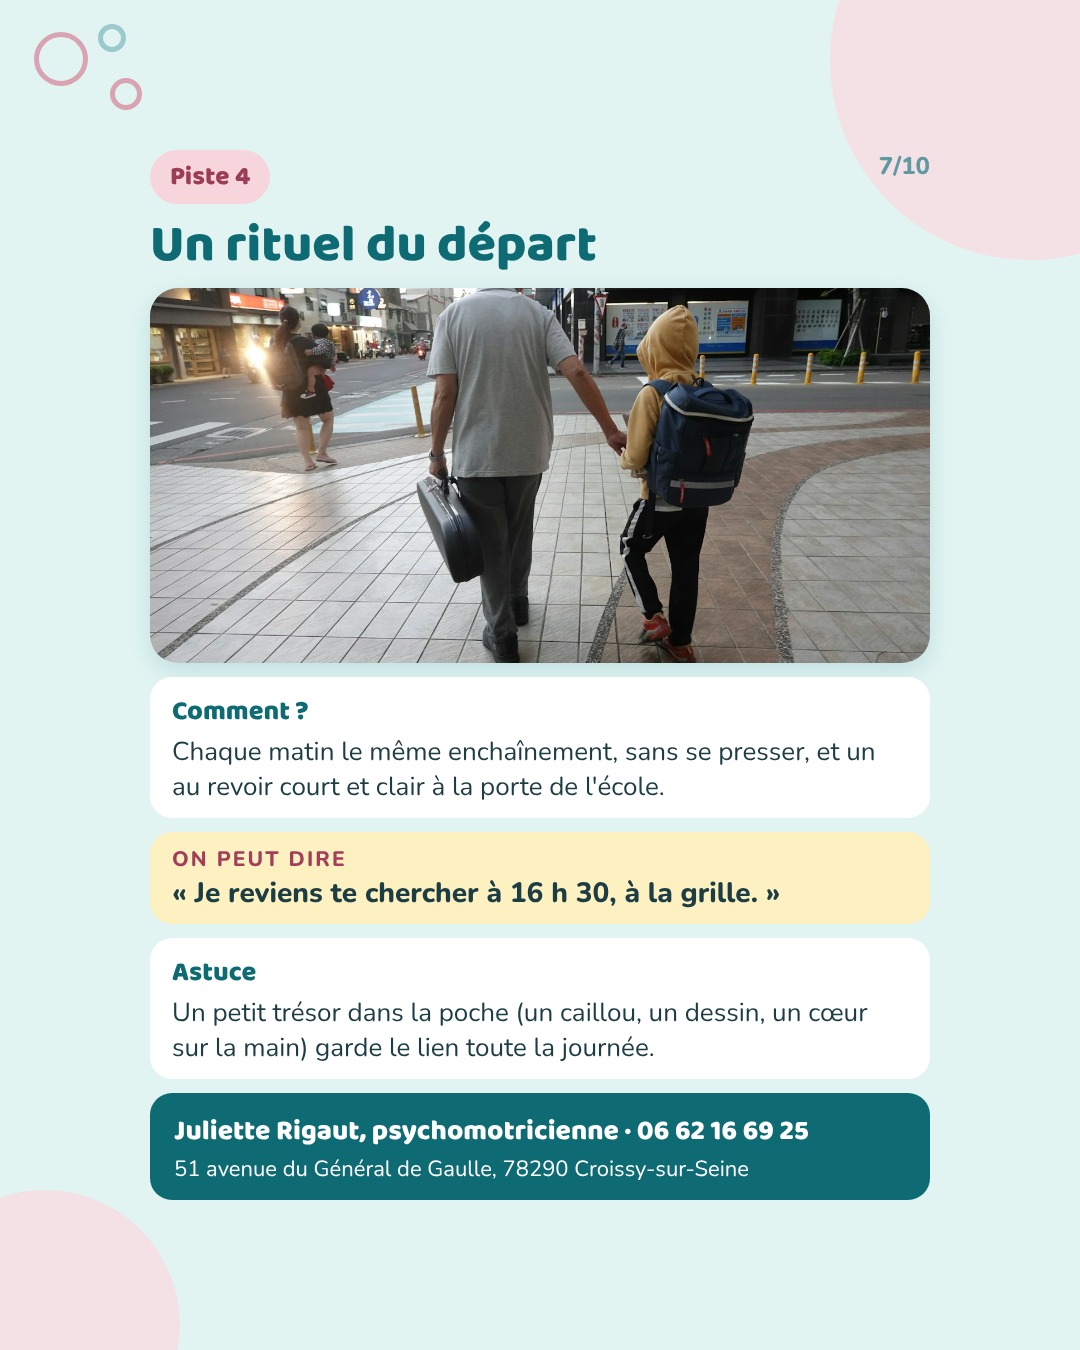 Piste 4
7/10
Un rituel du départ
Comment ?
Chaque matin le même enchaînement, sans se presser, et un
au revoir court et clair à la porte de l'école.
ON PEUT DIRE
« Je reviens te chercher à 16 h 30, à la grille. »
Astuce
Un petit trésor dans la poche (un caillou, un dessin, un cœur
sur la main) garde le lien toute la journée.
Juliette Rigaut, psychomotricienne · 06 62 16 69 25
51 avenue du Général de Gaulle, 78290 Croissy-sur-Seine